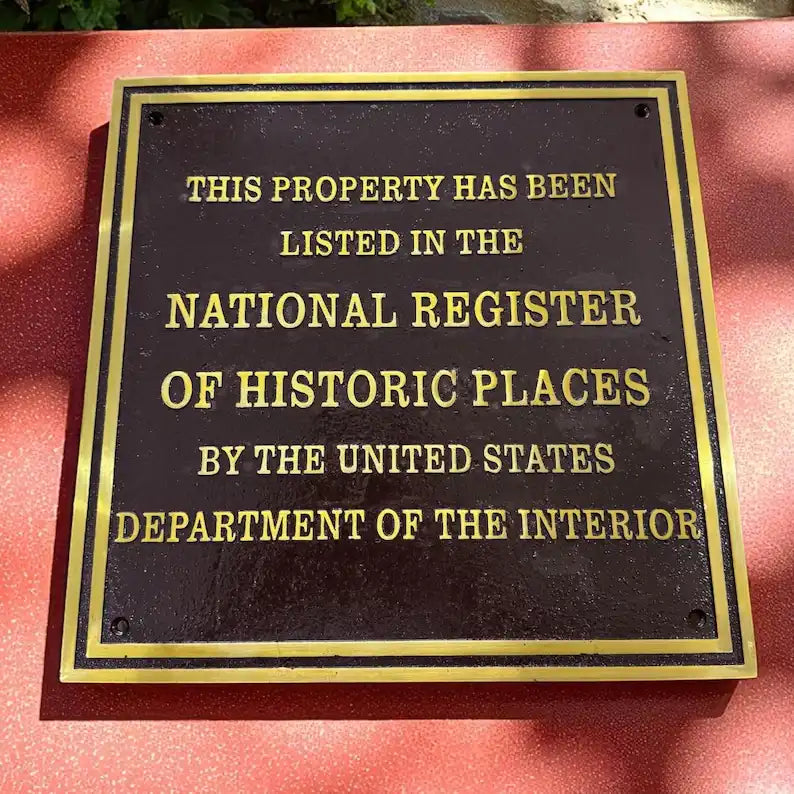 THIS PROPERTY HAS BEEN
LISTED IN THE
NATIONAL REGISTER
OF HISTORIC PLACES
BY THE UNITED STATES
DEPARTMENT OF THE INTERIOR